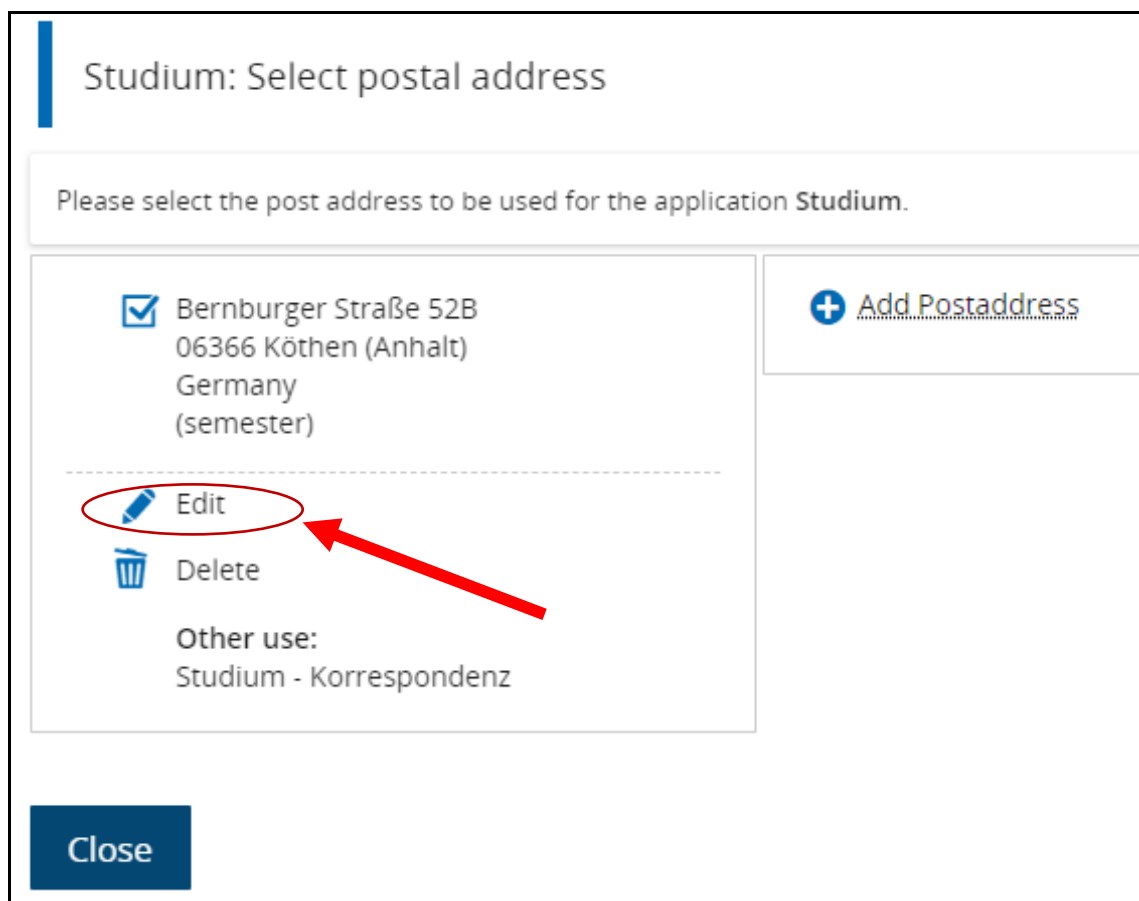 Studium: Select postal address
Please select the post address to be used for the application Studium.
Bernburger Straße 52B
06366 Köthen (Anhalt)
Germany
(semester)
Edit
Delete
Other use:
Studium - Korrespondenz
Add Postaddress
Close